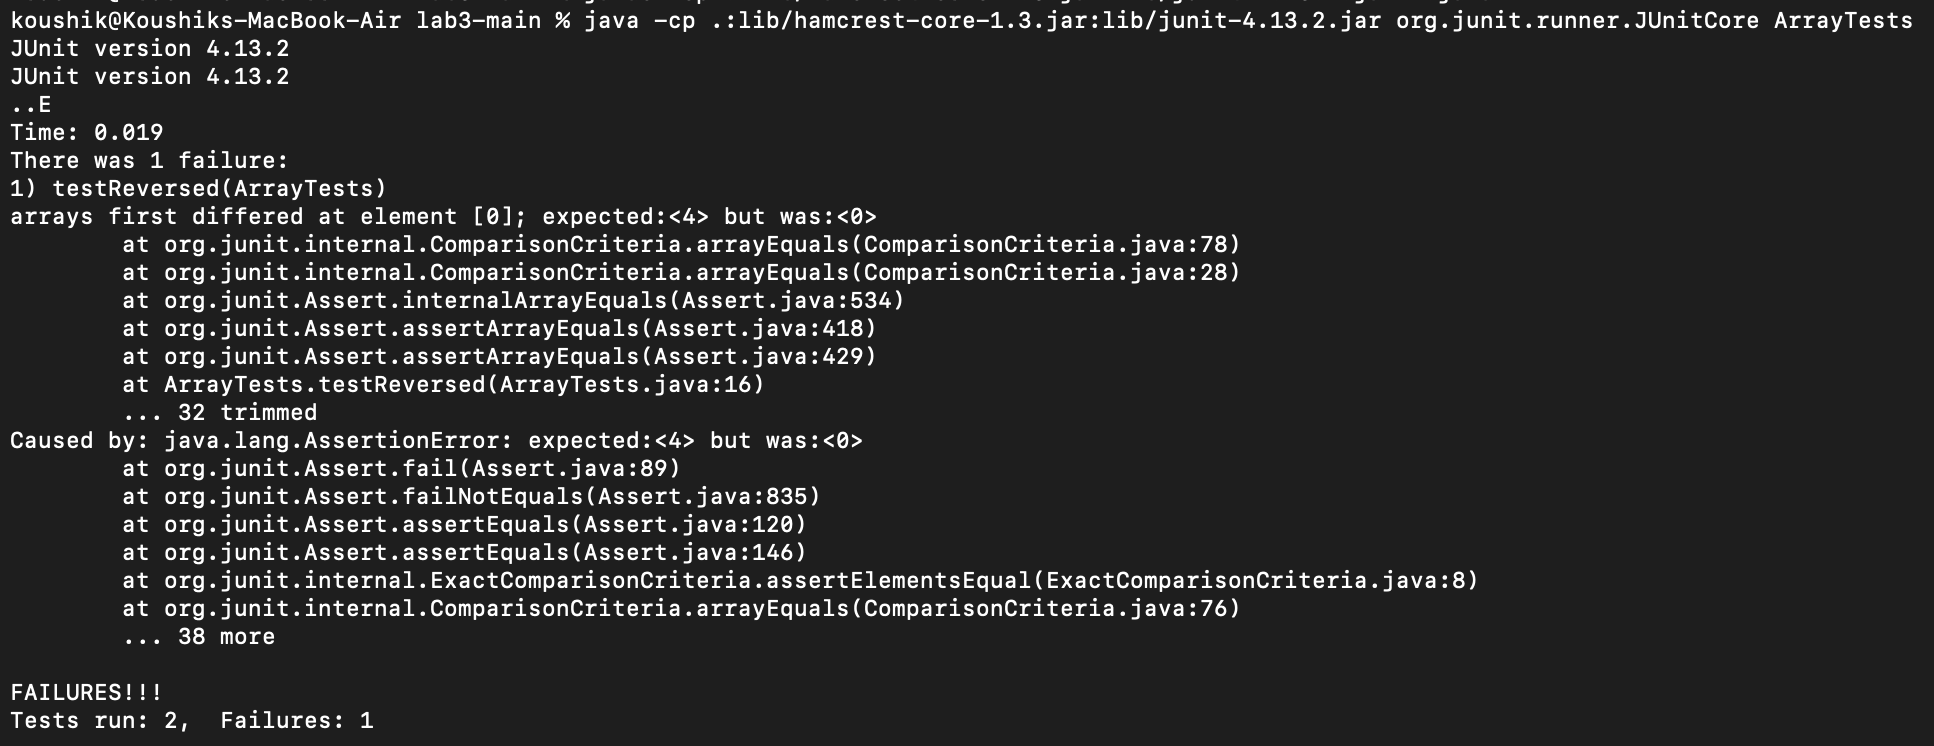 koushik@Koushiks-MacBook-Air lab3-main % java -cp .:lib/hamcrest-core-1.3.jar:lib/junit-4.13.2.jar org.junit.runner.JUnitCore ArrayTests
JUnit version 4.13.2
JUnit version 4.13.2
..E
Time: 0.019
There was 1 failure:
1) testReversed(ArrayTests)
arrays first differed at element [0]; expected:<4> but was:<0>
        at org.junit.internal.ComparisonCriteria.arrayEquals(ComparisonCriteria.java:78)
        at org.junit.internal.ComparisonCriteria.arrayEquals(ComparisonCriteria.java:28)
        at org.junit.Assert.internalArrayEquals(Assert.java:534)
        at org.junit.Assert.assertArrayEquals(Assert.java:418)
        at org.junit.Assert.assertArrayEquals(Assert.java:429)
        at ArrayTests.testReversed(ArrayTests.java:16)
        ... 32 trimmed
Caused by: java.lang.AssertionError: expected:<4> but was:<0>
        at org.junit.Assert.fail(Assert.java:89)
        at org.junit.Assert.failNotEquals(Assert.java:835)
        at org.junit.Assert.assertEquals(Assert.java:120)
        at org.junit.Assert.assertEquals(Assert.java:146)
        at org.junit.internal.ExactComparisonCriteria.assertElementsEqual(ExactComparisonCriteria.java:8)
        at org.junit.internal.ComparisonCriteria.arrayEquals(ComparisonCriteria.java:76)
        ... 38 more

FAILURES!!!
Tests run: 2,  Failures: 1